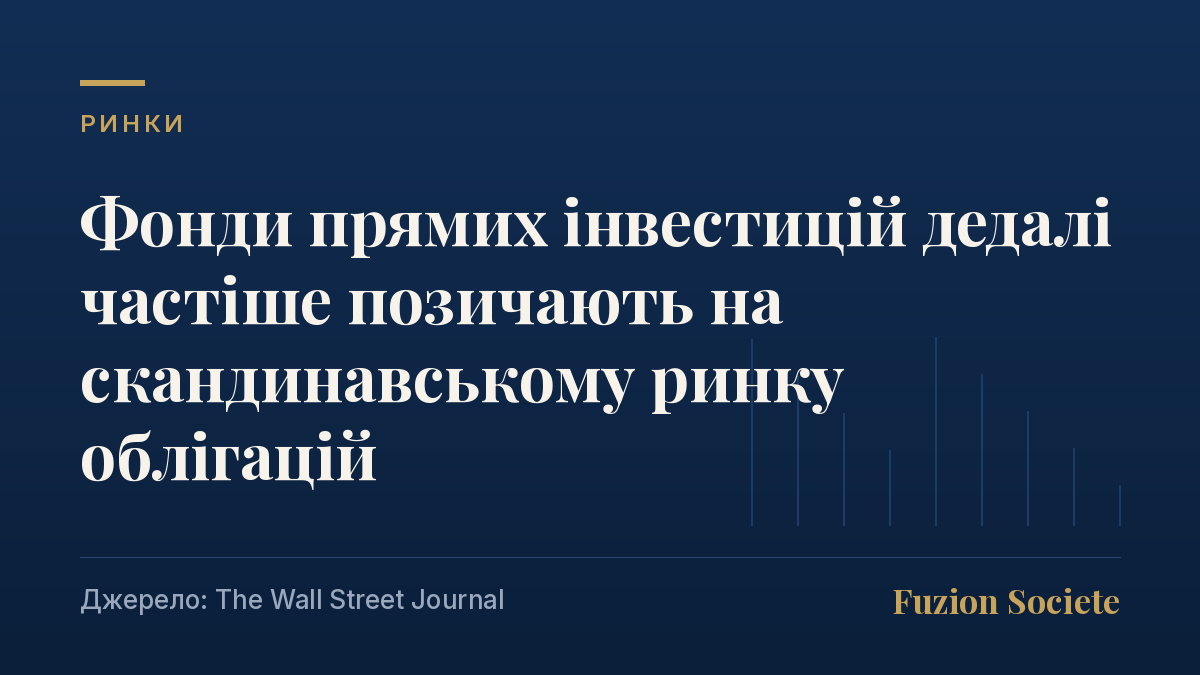 РИНКИ
Фонди прямих інвестицій дедалі
частіше позичають на
скандинавському ринку
облігацій
Джерело: The Wall Street Journal
Fuzion Societe